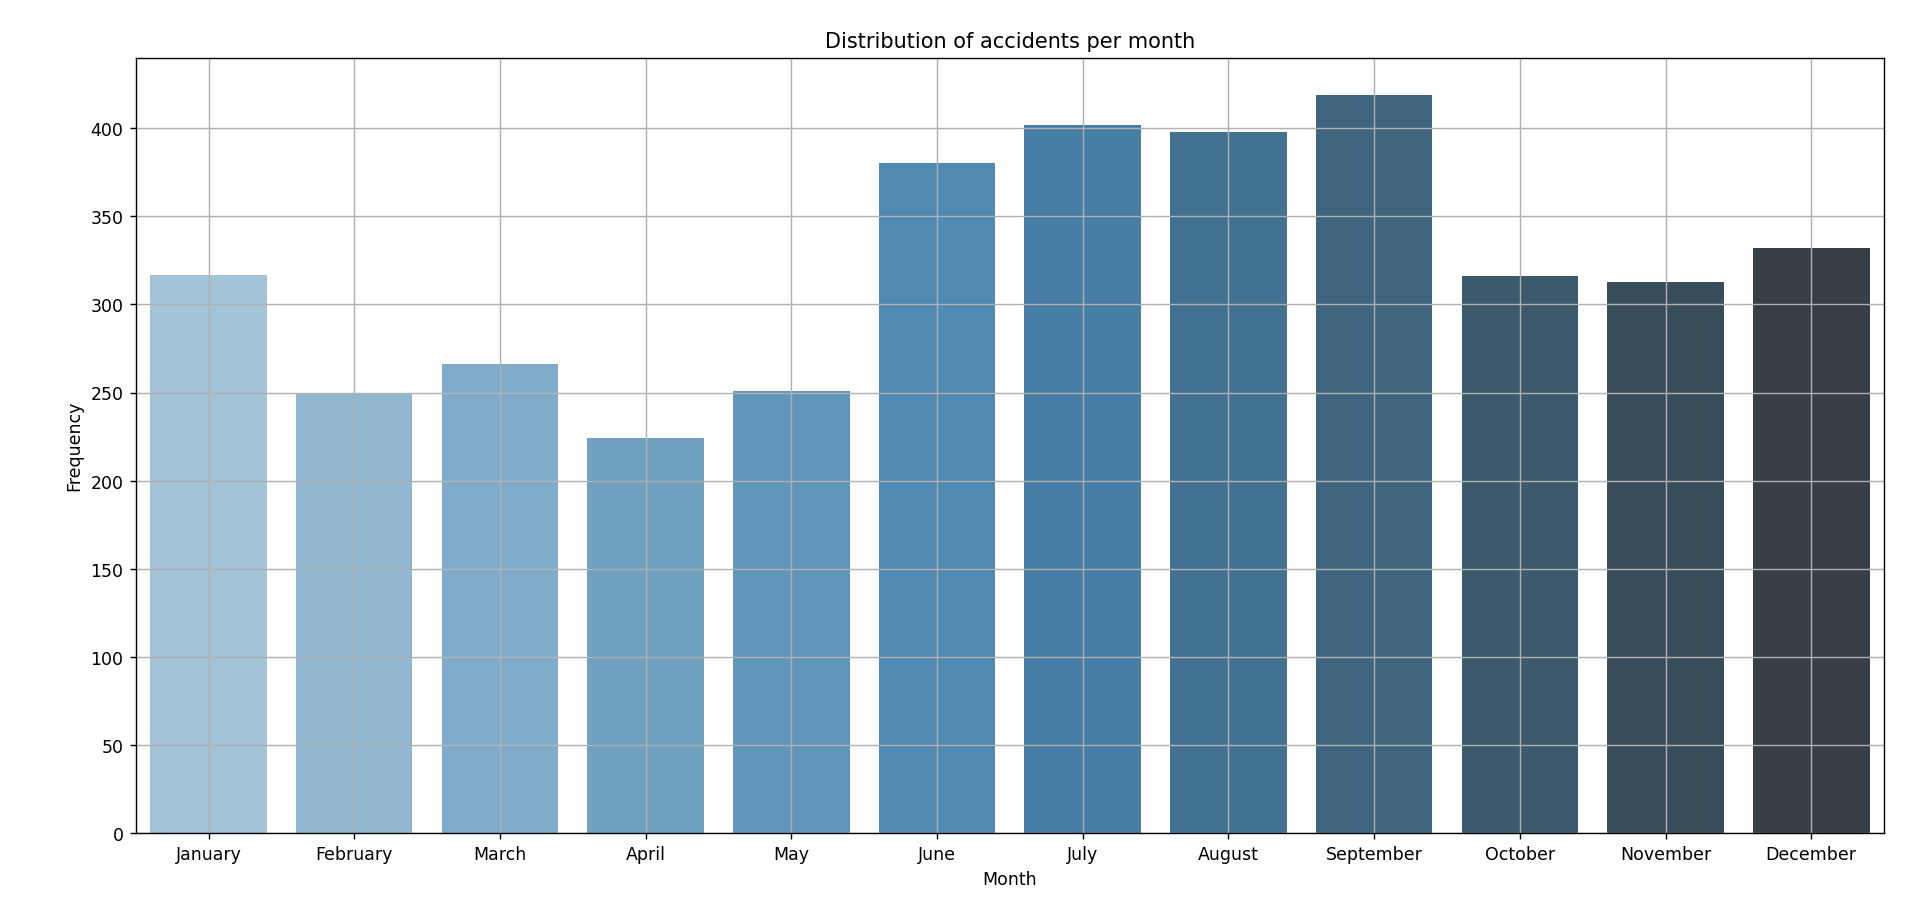 Distribution of accidents per month
400
350
300
250
200
150
100
50
0
Frequency
January February March April May June July August September October November December
Month